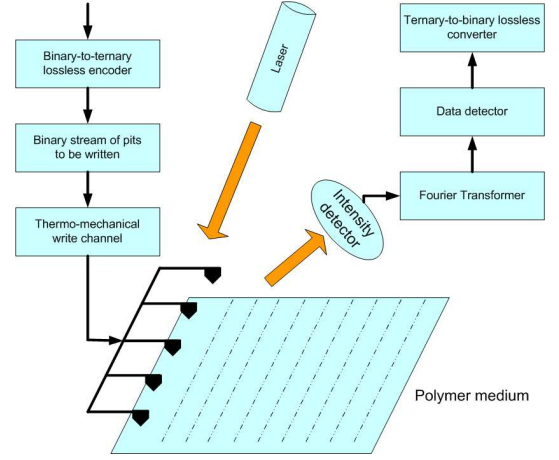 Binary-to-ternary
lossless encoder
Binary stream of pits
to be written
Thermo-mechanical
write channel
Laser
Intensity
detector
Ternary-to-binary lossless
converter
Data detector
Fourier Transformer
Polymer medium